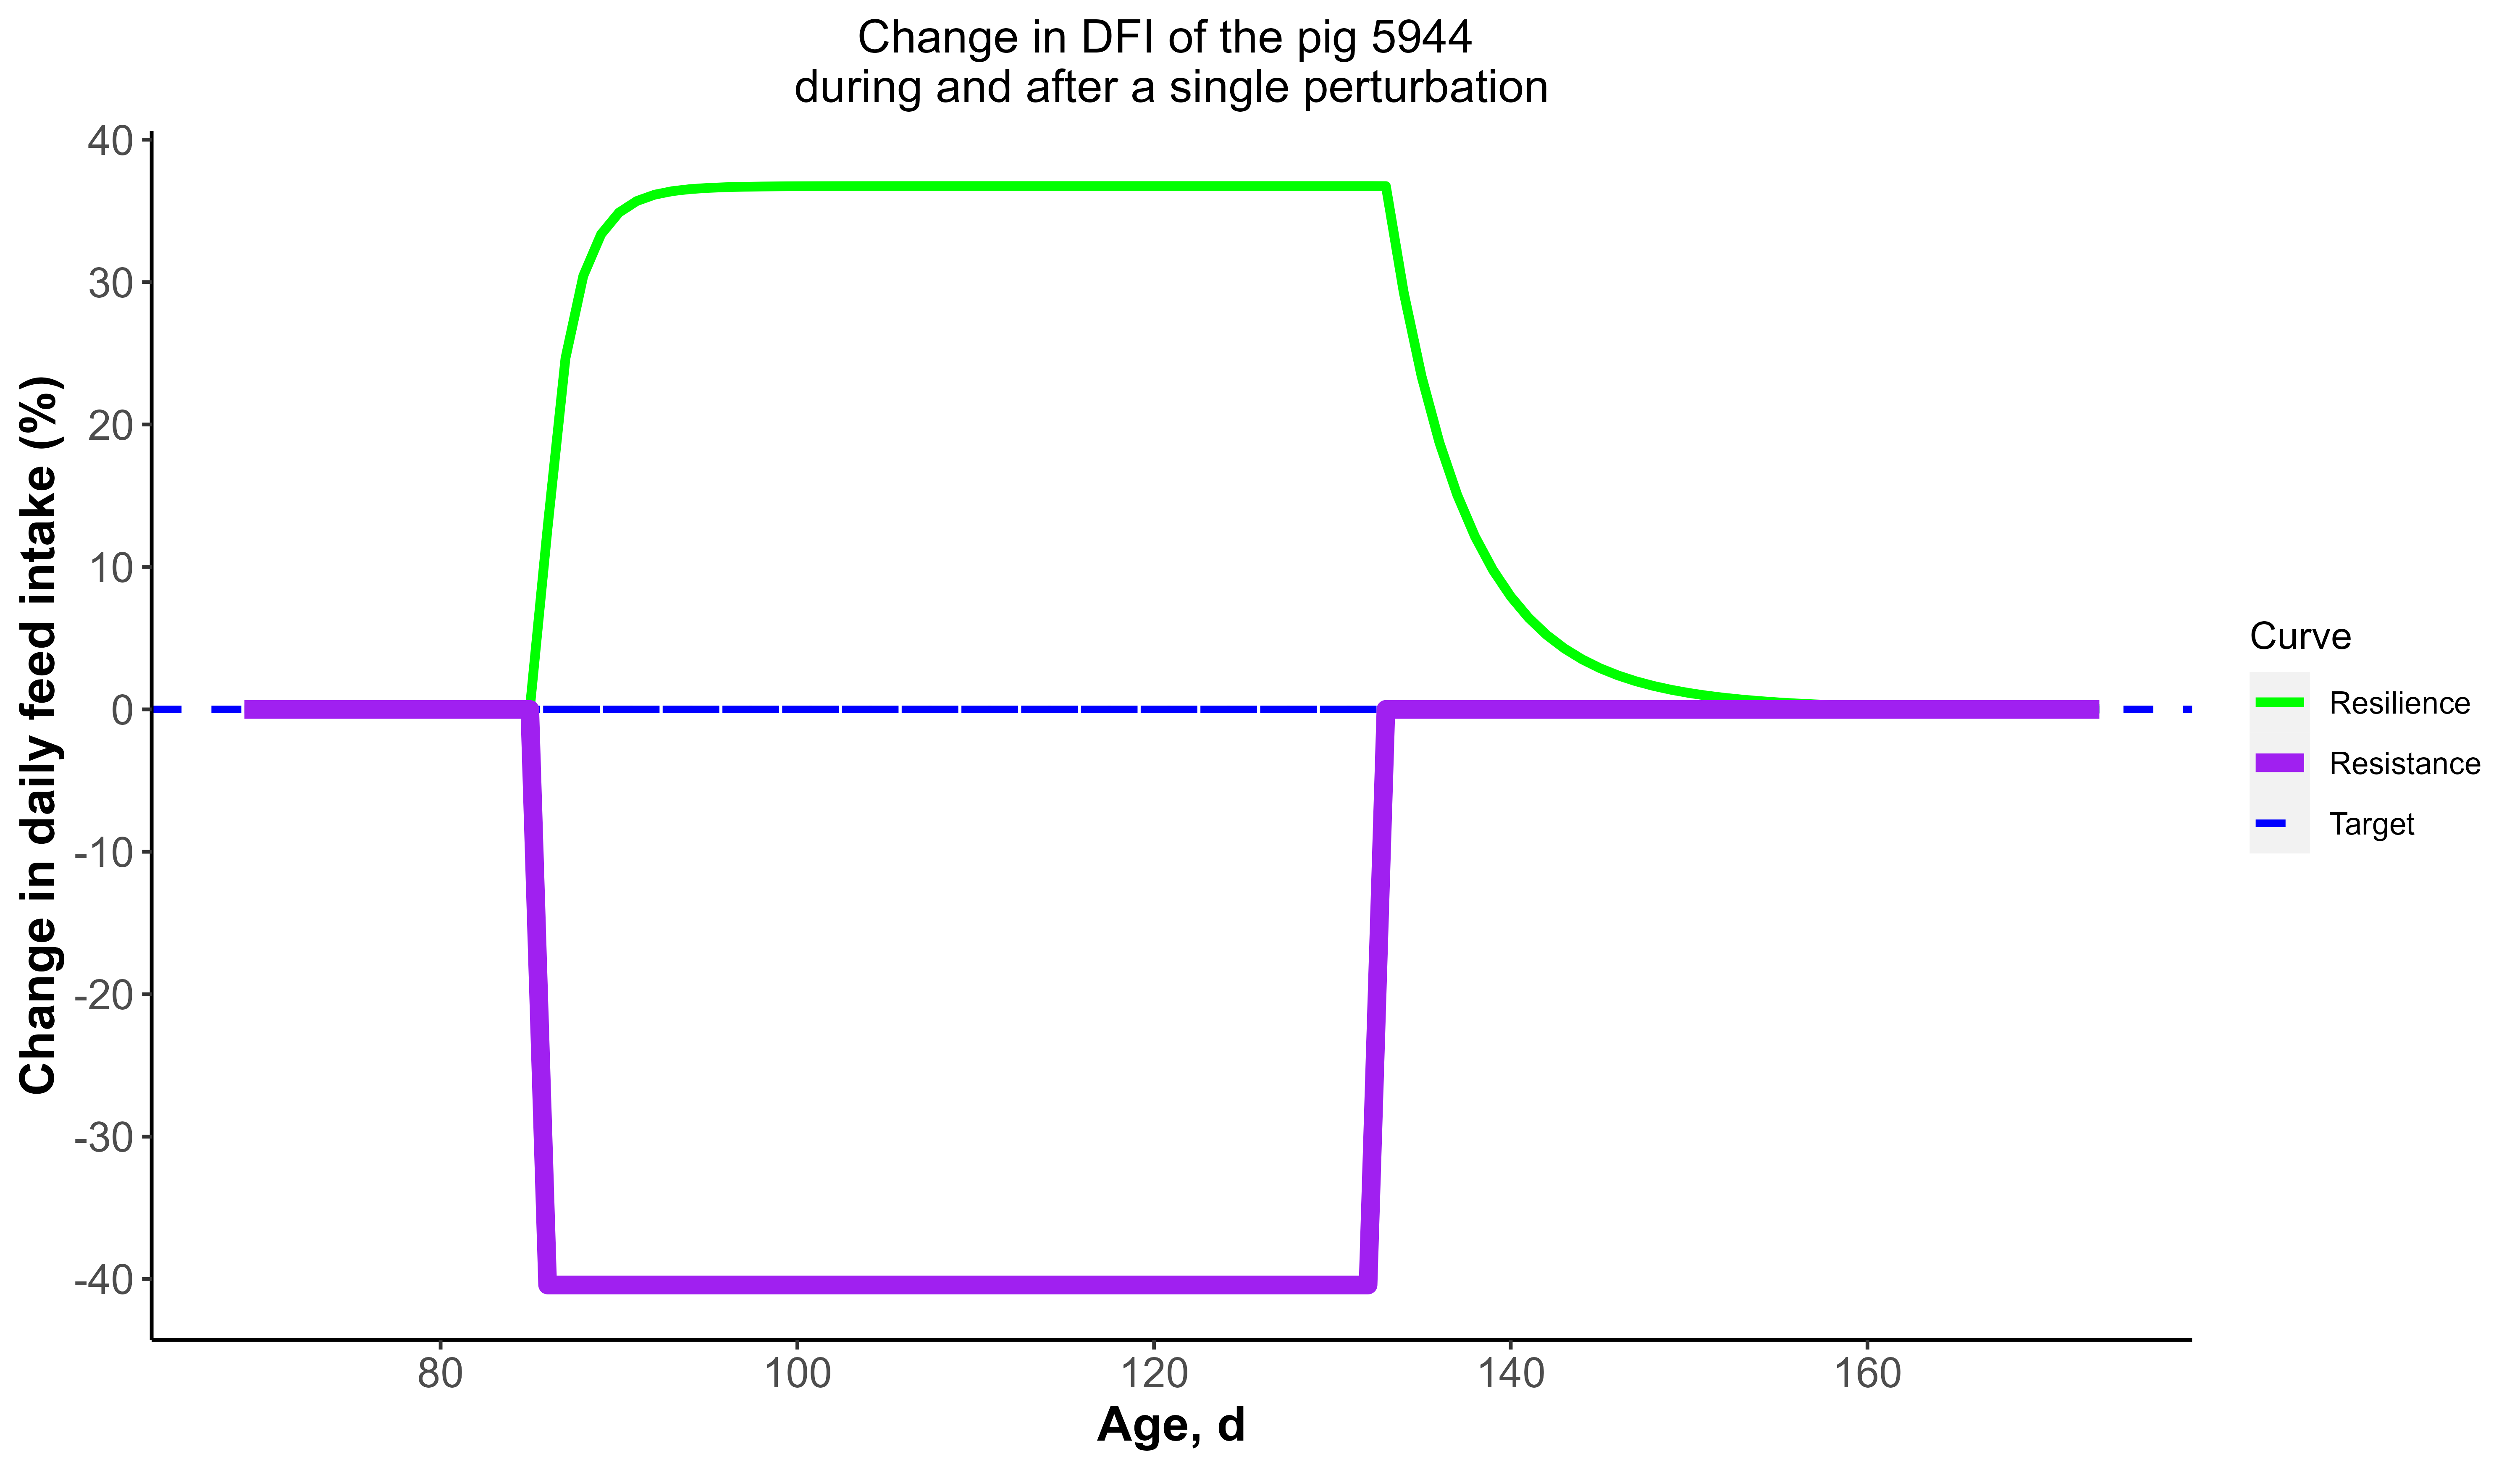 Change in DFI of the pig 5944
during and after a single perturbation
Change in daily feed intake (%)
40
30
20
10
0
-10
-20
-30
-40
80
100
120
140
160
Age, d
Curve
Resilience
Resistance
Target